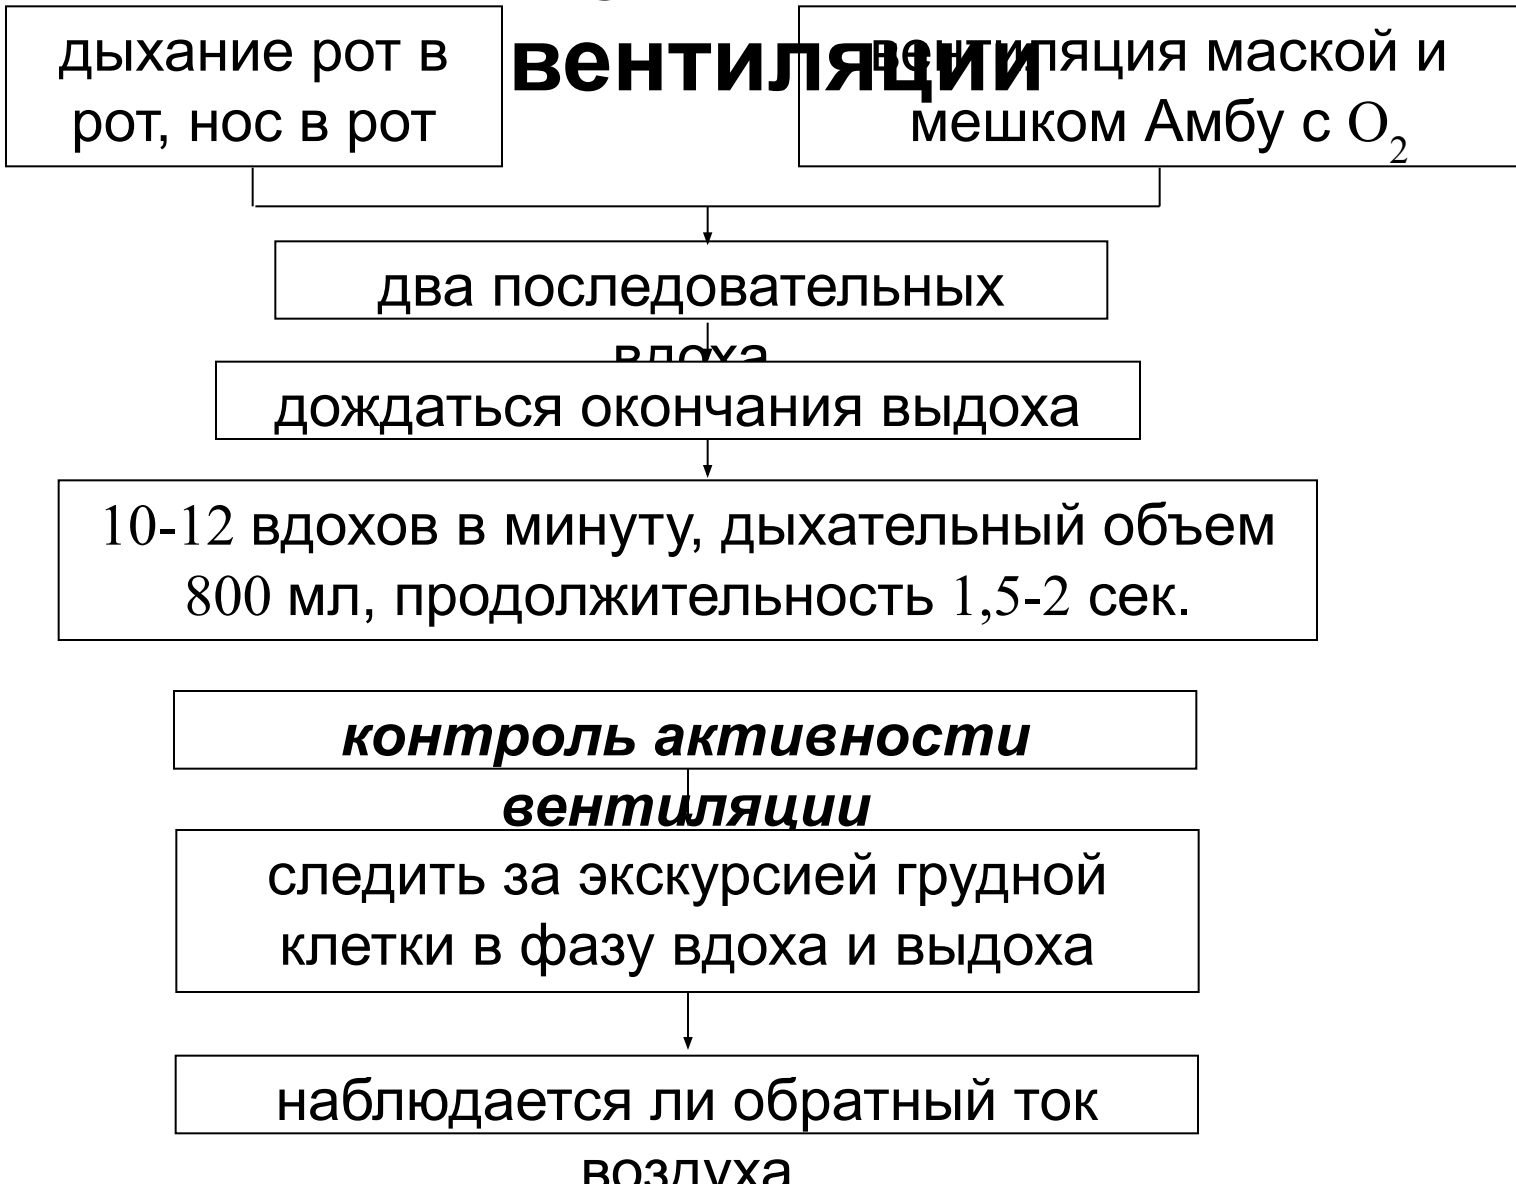 вентиляции
дыхание рот в
рот, нос в рот
вентиляция маской и
мешком Амбу с O₂
два последовательных
вдоха
дождаться окончания выдоха
10-12 вдохов в минуту, дыхательный объем
800 мл, продолжительность 1,5-2 сек.
контроль активности
вентиляции
следить за экскурсией грудной
клетки в фазу вдоха и выдоха
наблюдается ли обратный ток
воздуха